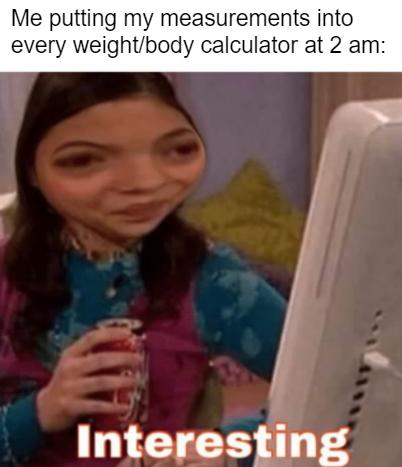 Me putting my measurements into
every weight/body calculator at 2 am:
Interesting